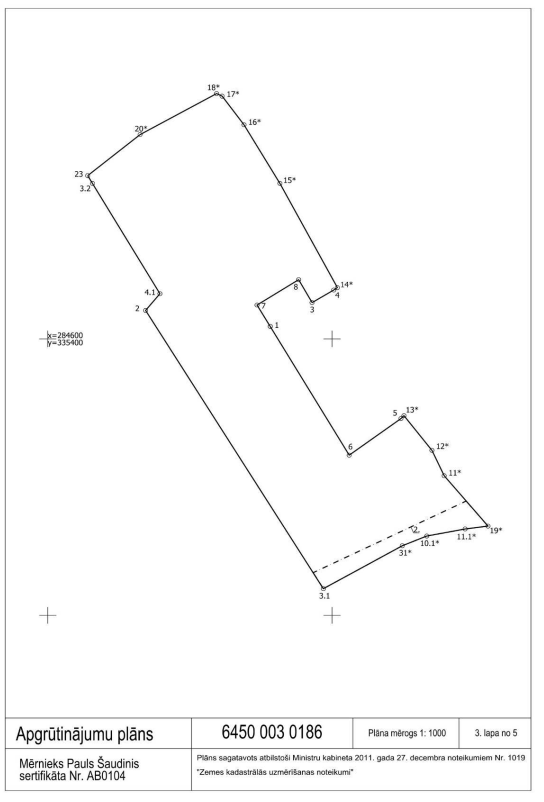 18*
17*
16*
20*
23
3.2
15*
8
14*
4
4.1
7
3
2
1
x=284600
y=335400
5
13*
6
12*
11*
2
19*
11.1*
10.1*
31*
3.1
Apgrūtinājumu plāns
6450 003 0186
Plāna mērogs 1: 1000
3. lapa no 5
Mērnieks Pauls Šaudinis
sertifikāta Nr. AB0104
Plāns sagatavots atbilstoši Ministru kabineta 2011. gada 27. decembra noteikumiem Nr. 1019
"Zemes kadastrālās uzmērīšanas noteikumi"